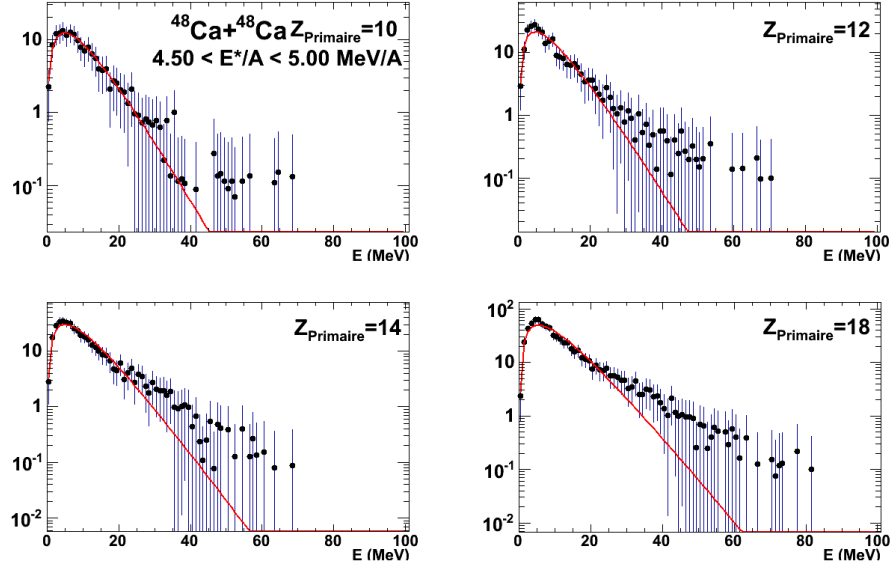 ⁴⁸Ca+⁴⁸Ca Z_Primaire=10
4.50 < E*/A < 5.00 MeV/A
10
1
10⁻¹
0 20 40 60 80 100
E (MeV)
Z_Primaire=12
10
1
10⁻¹
0 20 40 60 80 100
E (MeV)
Z_Primaire=14
10
1
10⁻¹
10⁻²
0 20 40 60 80 100
E (MeV)
Z_Primaire=18
10²
10
1
10⁻¹
10⁻²
0 20 40 60 80 100
E (MeV)